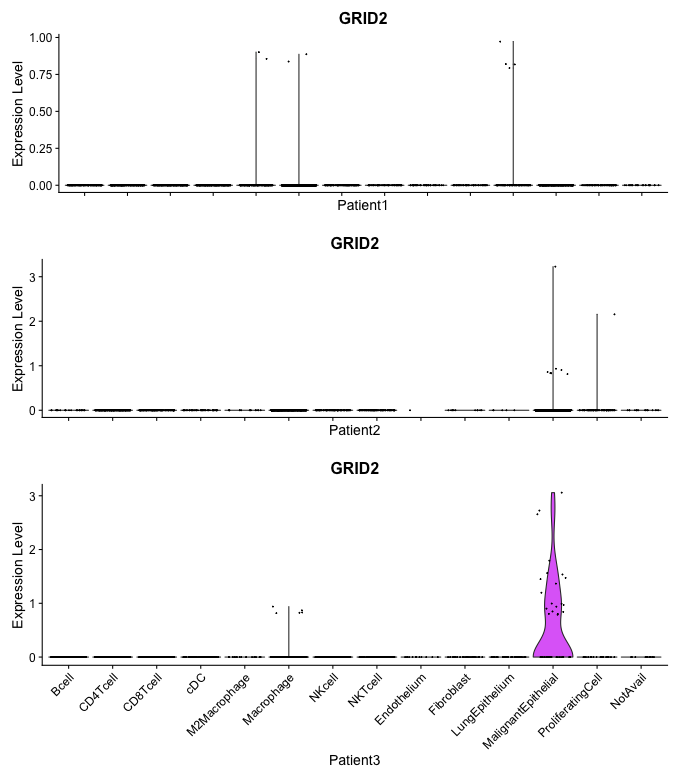 GRID2
Expression Level
1.00
0.75
0.50
0.25
0.00
Patient1
GRID2
Expression Level
3
2
1
0
Patient2
GRID2
Expression Level
3
2
1
0
Bcell
CD4Tcell
CD8Tcell
cDC
M2Macrophage
Macrophage
NKcell
NKTcell
Endothelium
Fibroblast
LungEpithelium
MalignantEpithelial
ProliferatingCell
NotAvail
Patient3